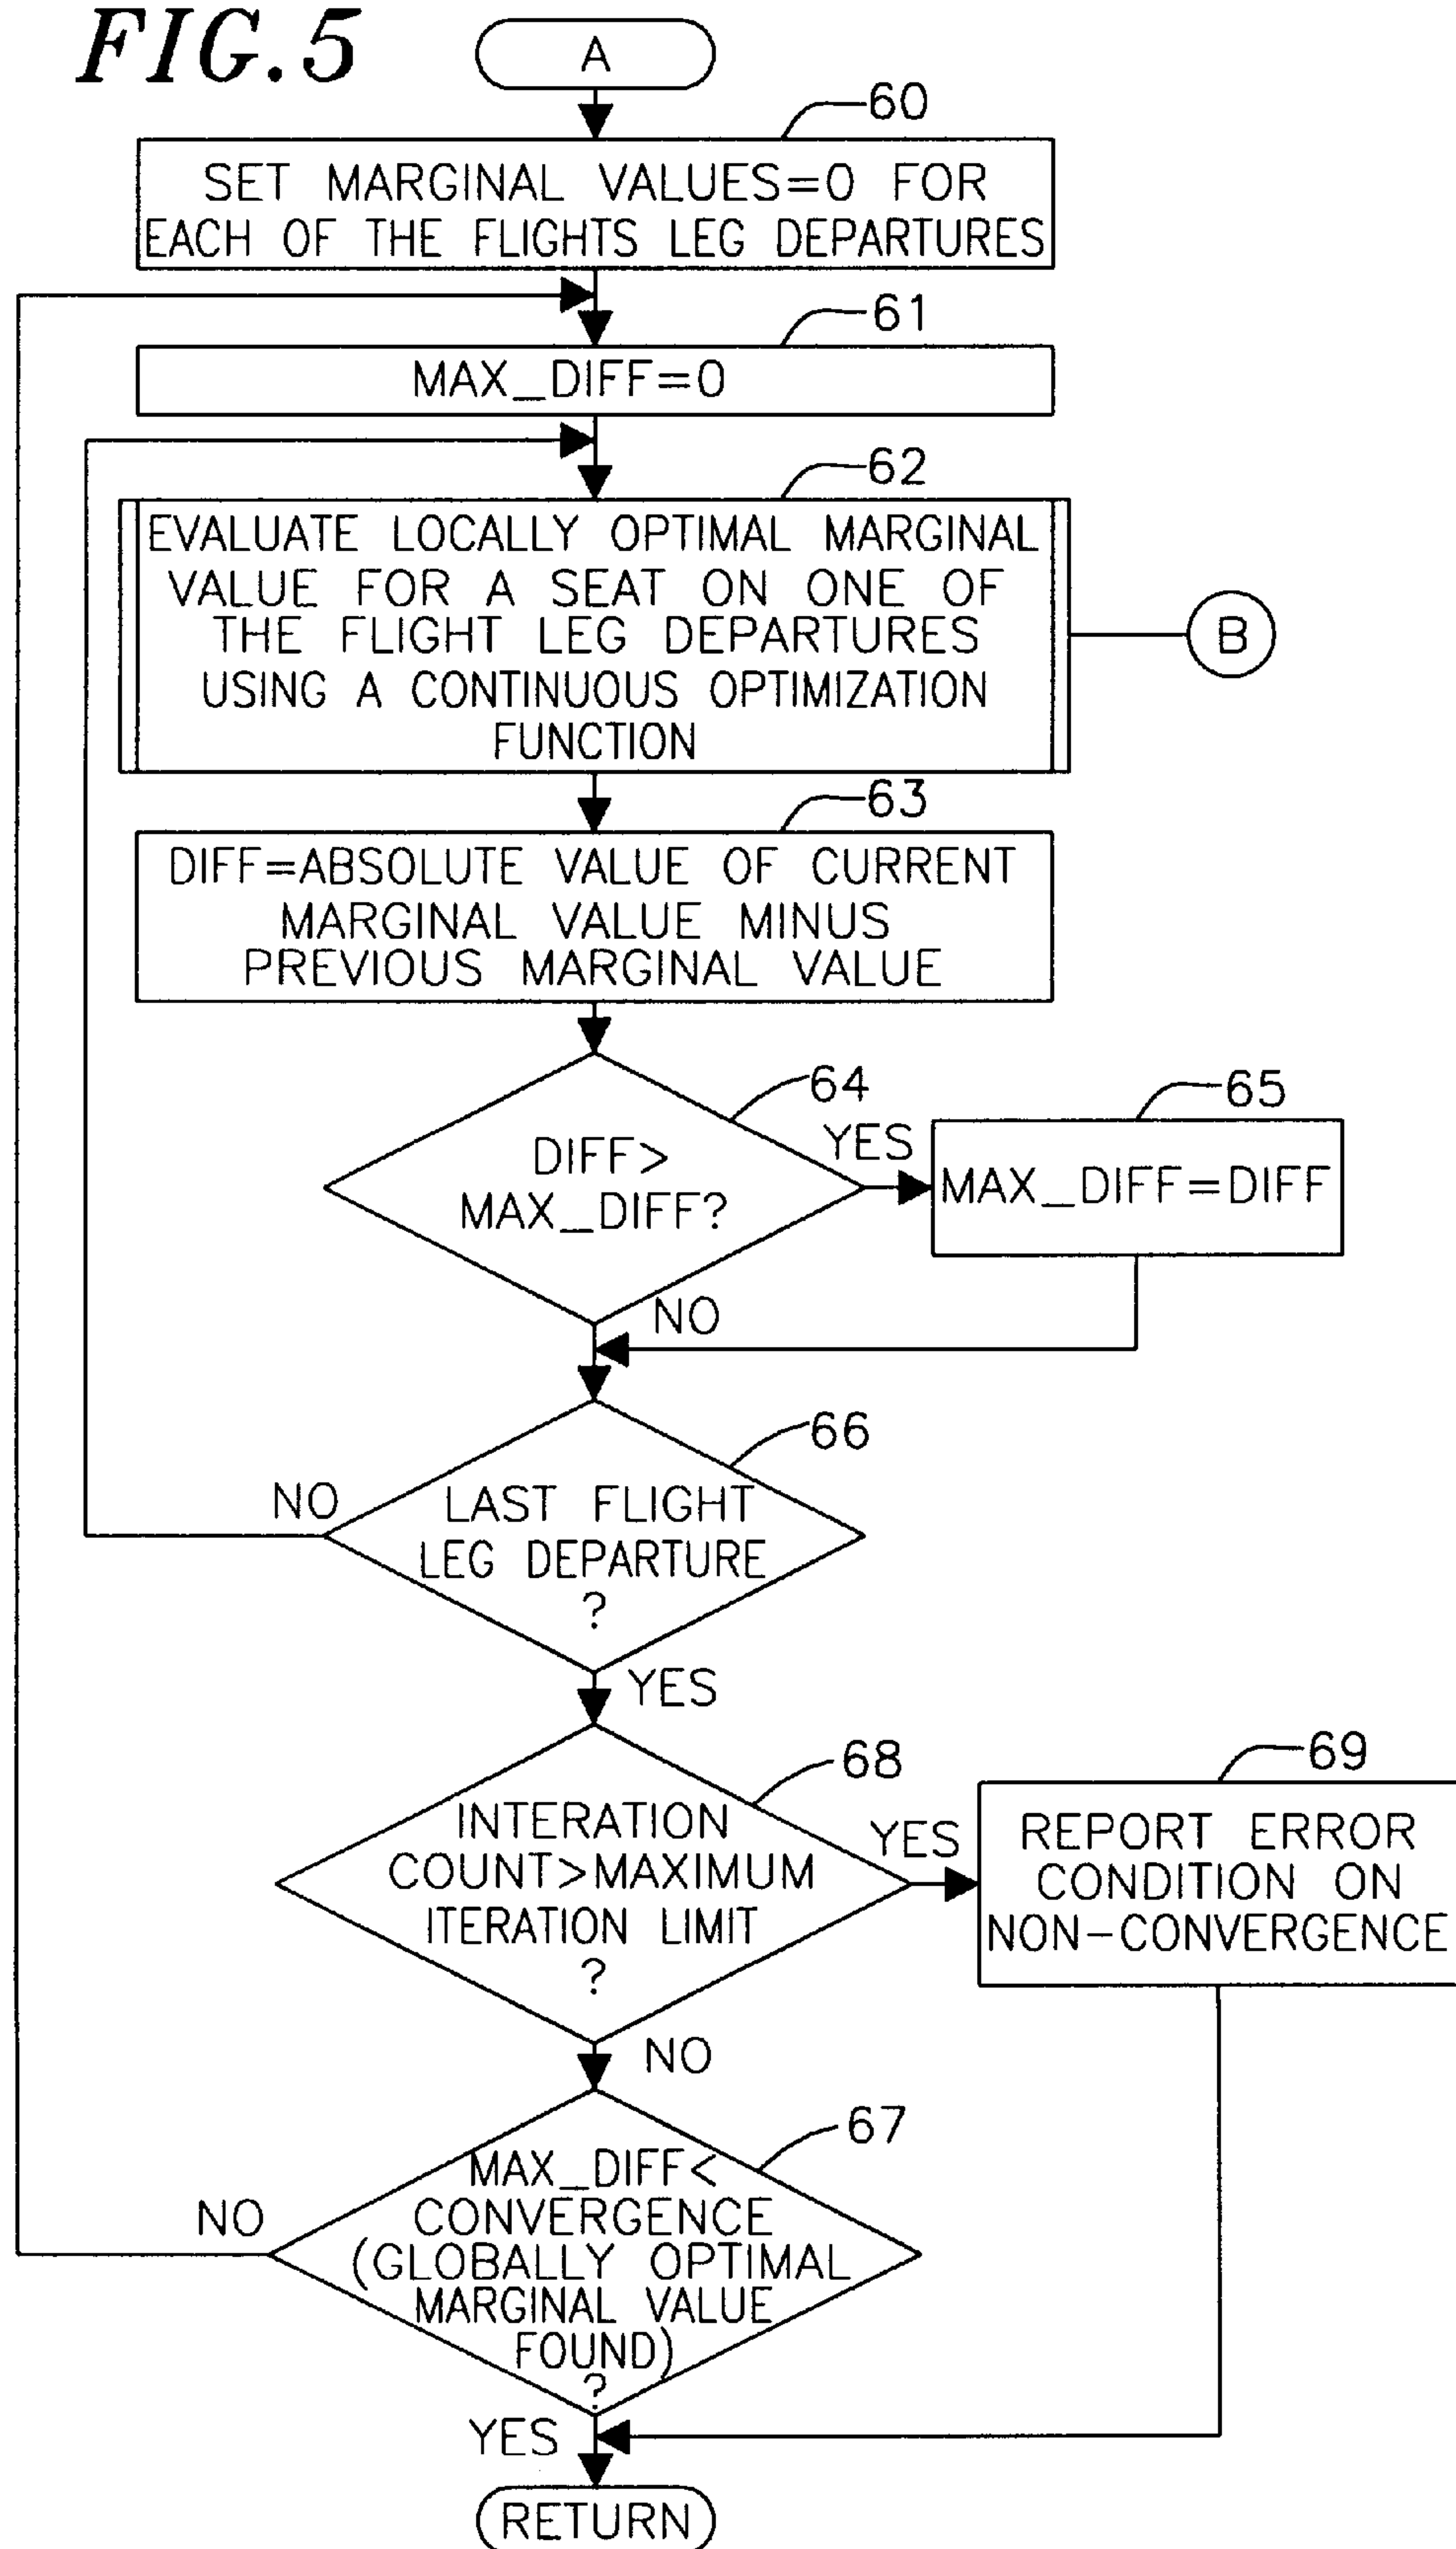 FIG.5
A
60
SET MARGINAL VALUES=0 FOR
EACH OF THE FLIGHTS LEG DEPARTURES
61
MAX_DIFF=0
62
EVALUATE LOCALLY OPTIMAL MARGINAL
VALUE FOR A SEAT ON ONE OF
THE FLIGHT LEG DEPARTURES
USING A CONTINUOUS OPTIMIZATION
FUNCTION
B
63
DIFF=ABSOLUTE VALUE OF CURRENT
MARGINAL VALUE MINUS
PREVIOUS MARGINAL VALUE
64
DIFF>
MAX_DIFF?
YES
65
MAX_DIFF=DIFF
NO
66
LAST FLIGHT
LEG DEPARTURE
?
NO
YES
68
INTERATION
COUNT>MAXIMUM
ITERATION LIMIT
?
YES
69
REPORT ERROR
CONDITION ON
NON-CONVERGENCE
NO
67
MAX_DIFF<
CONVERGENCE
(GLOBALLY OPTIMAL
MARGINAL VALUE
FOUND)
?
NO
YES
RETURN